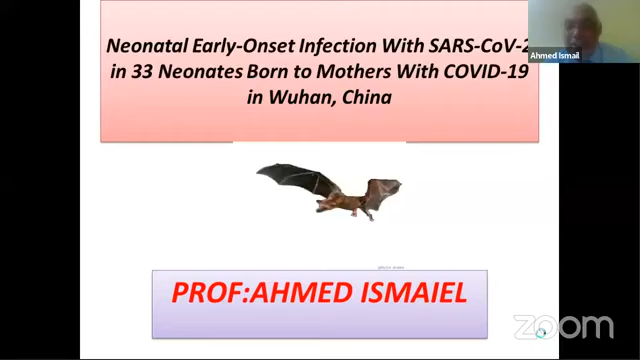 Neonatal Early-Onset Infection With SARS-CoV-2
in 33 Neonates Born to Mothers With COVID-19
in Wuhan, China
Ahmed Ismail
PROF:AHMED ISMAIEL
zoom